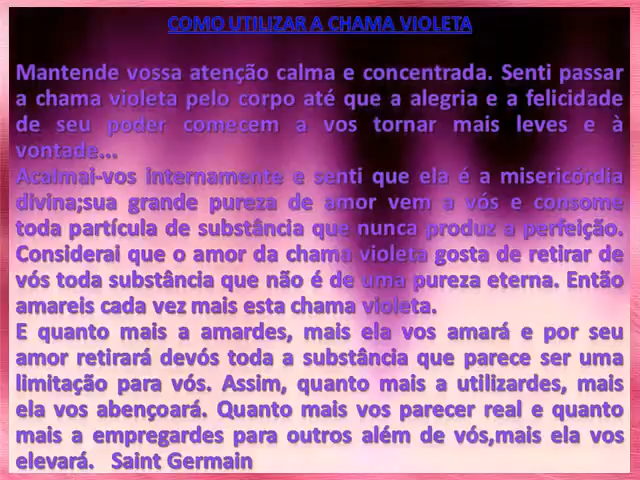 COMO UTILIZAR A CHAMA VIOLETA
Mantende vossa atenção calma e concentrada. Senti passar
a chama violeta pelo corpo até que a alegria e a felicidade
de seu poder comecem a vos tornar mais leves e à
vontade...
Acalmai-vos internamente e senti que ela é a misericórdia
divina;sua grande pureza de amor vem a vós e consome
toda partícula de substância que nunca produz a perfeição.
Considerai que o amor da chama violeta gosta de retirar de
vós toda substância que não é de uma pureza eterna. Então
amareis cada vez mais esta chama violeta.
E quanto mais a amardes, mais ela vos amará e por seu
amor retirará devós toda a substância que parece ser uma
limitação para vós. Assim, quanto mais a utilizardes, mais
ela vos abençoará. Quanto mais vos parecer real e quanto
mais a empregardes para outros além de vós,mais ela vos
elevará. Saint Germain